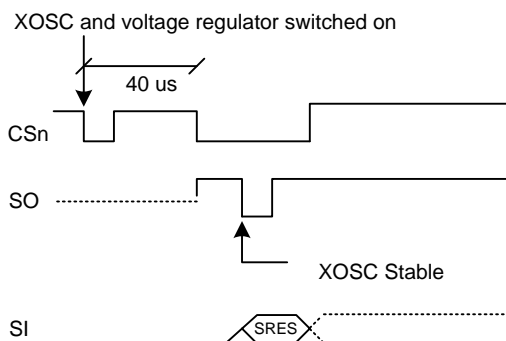 XOSC and voltage regulator switched on
40 us
CSn
SO
XOSC Stable
SI
SRES